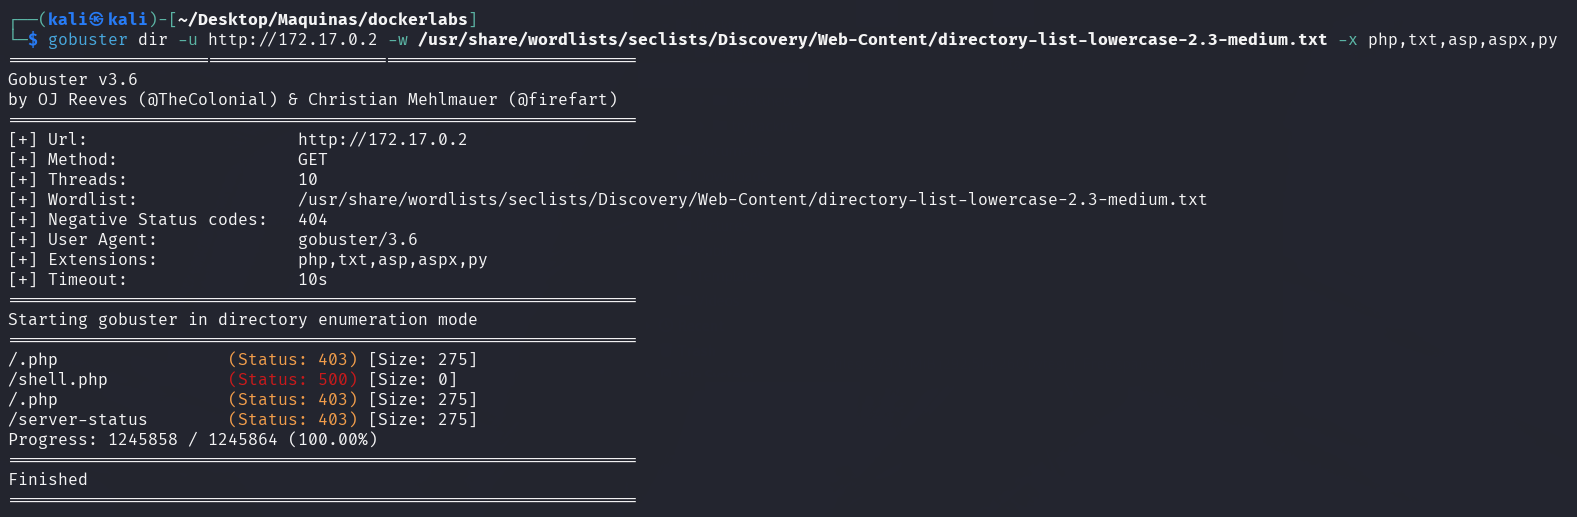 ┌──(kali㉿kali)-[~/Desktop/Maquinas/dockerlabs]
└─$ gobuster dir -u http://172.17.0.2 -w /usr/share/wordlists/seclists/Discovery/Web-Content/directory-list-lowercase-2.3-medium.txt -x php,txt,asp,aspx,py
===============================================================
Gobuster v3.6
by OJ Reeves (@TheColonial) & Christian Mehlmauer (@firefart)
===============================================================
[+] Url:                     http://172.17.0.2
[+] Method:                  GET
[+] Threads:                 10
[+] Wordlist:                /usr/share/wordlists/seclists/Discovery/Web-Content/directory-list-lowercase-2.3-medium.txt
[+] Negative Status codes:   404
[+] User Agent:              gobuster/3.6
[+] Extensions:              php,txt,asp,aspx,py
[+] Timeout:                 10s
===============================================================
Starting gobuster in directory enumeration mode
===============================================================
/.php                 (Status: 403) [Size: 275]
/shell.php            (Status: 500) [Size: 0]
/.php                 (Status: 403) [Size: 275]
/server-status        (Status: 403) [Size: 275]
Progress: 1245858 / 1245864 (100.00%)
===============================================================
Finished
===============================================================